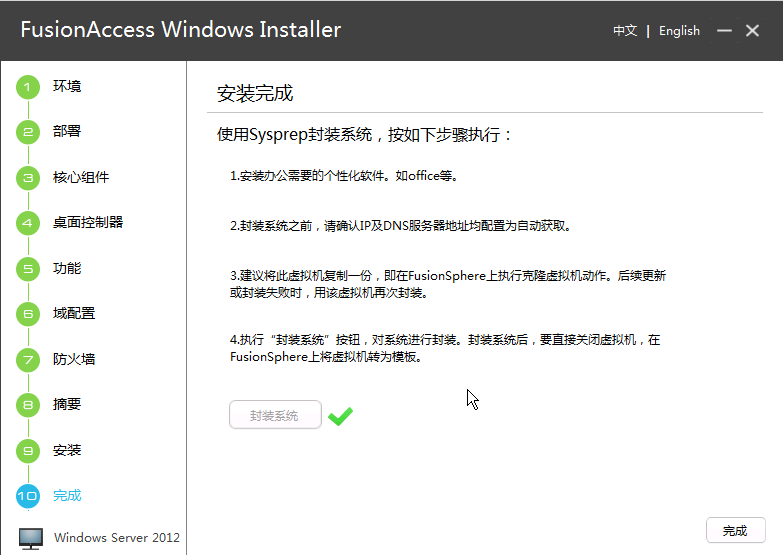 FusionAccess Windows Installer
中文 | English
1 环境
2 部署
3 核心组件
4 桌面控制器
5 功能
6 域配置
7 防火墙
8 摘要
9 安装
10 完成
Windows Server 2012
安装完成
使用Sysprep封装系统，按如下步骤执行：
1.安装办公需要的个性化软件。如office等。
2.封装系统之前，请确认IP及DNS服务器地址均配置为自动获取。
3.建议将此虚拟机复制一份，即在FusionSphere上执行克隆虚拟机动作。后续更新
或封装失败时，用该虚拟机再次封装。
4.执行“封装系统”按钮，对系统进行封装。封装系统后，要直接关闭虚拟机，在
FusionSphere上将虚拟机转为模板。
封装系统
完成